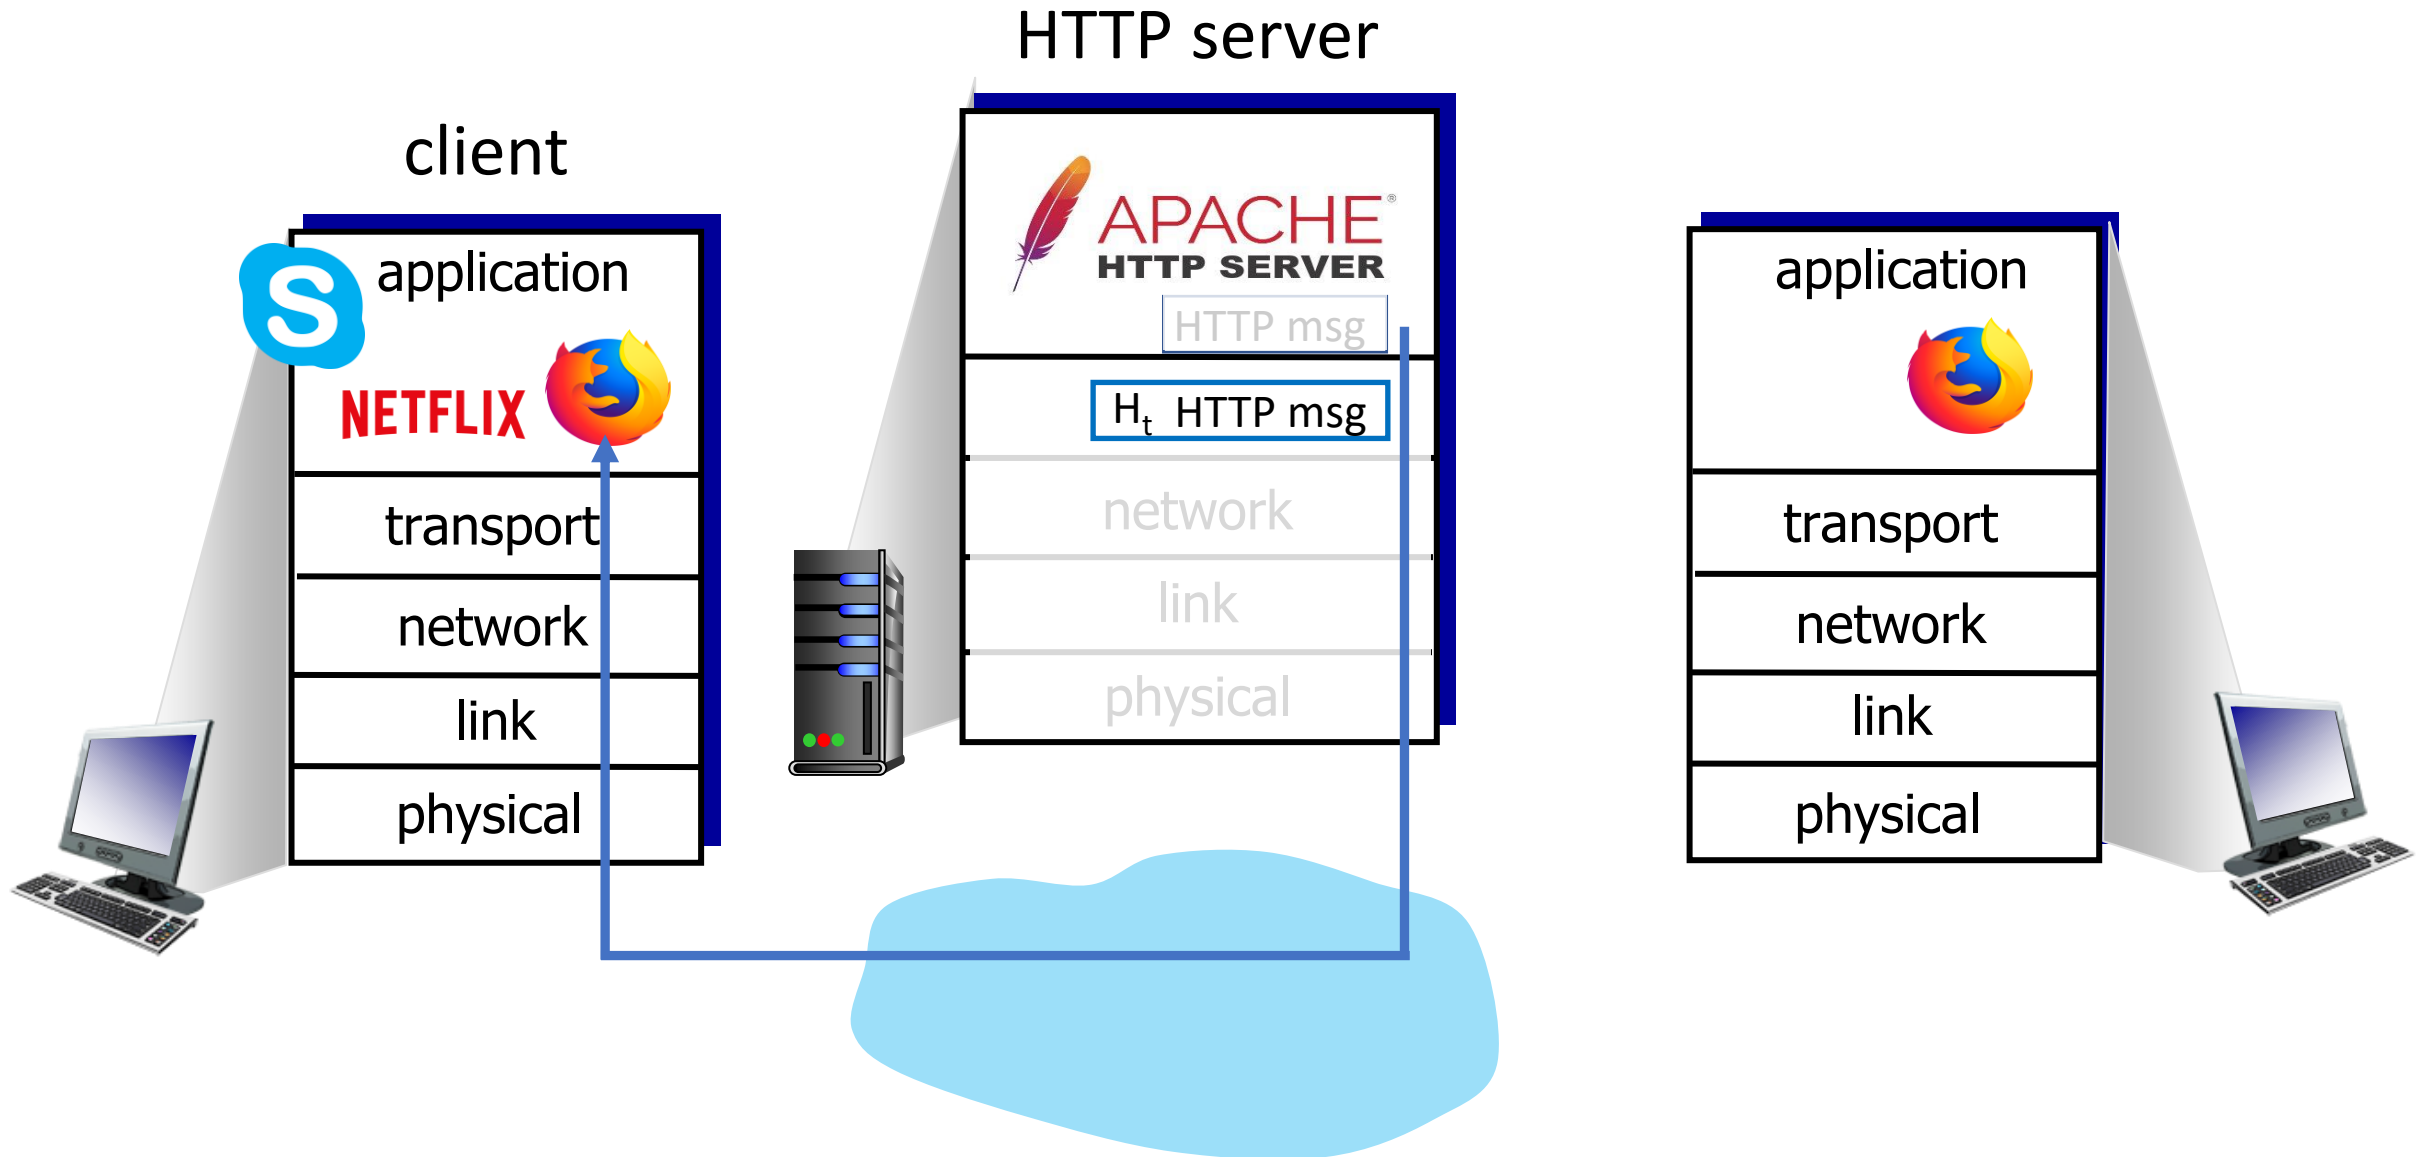 HTTP server
client
application
NETFLIX
transport
network
link
physical
APACHE®
HTTP SERVER
HTTP msg
Ht HTTP msg
network
link
physical
application
transport
network
link
physical